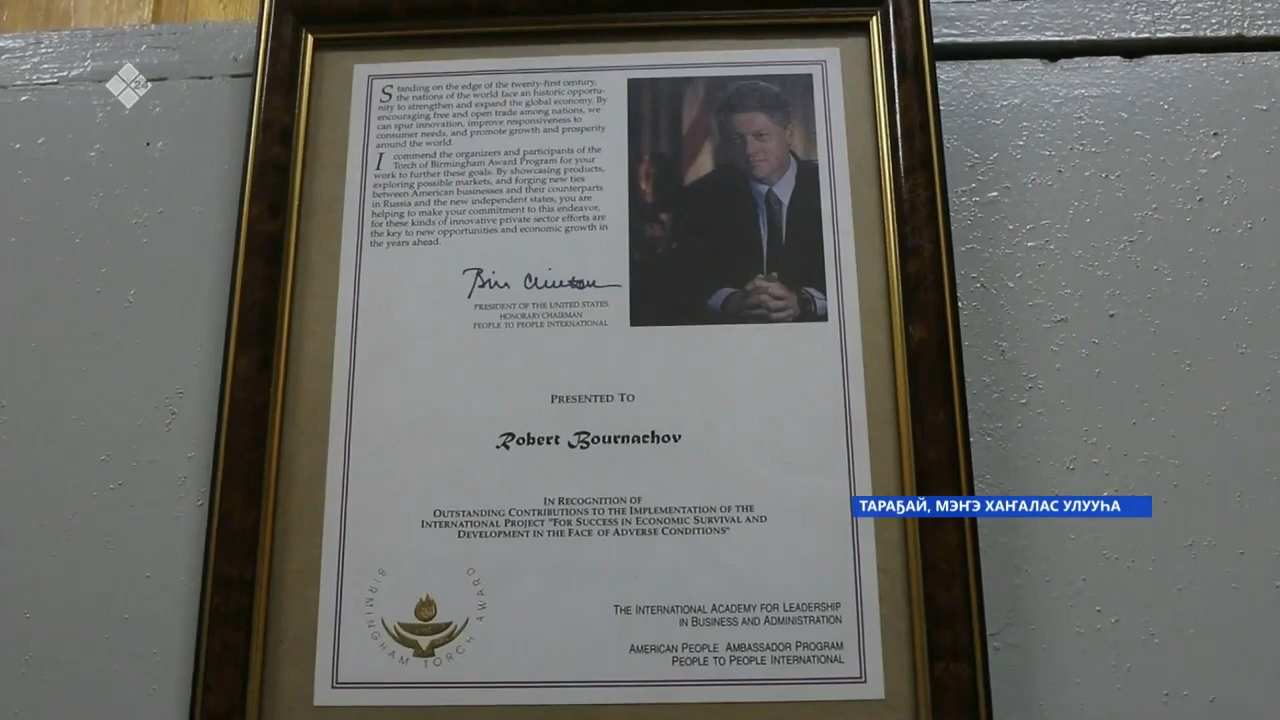 24
Standing on the edge of the twenty-first century,
the nations of the world face an historic opportu-
nity to strengthen and expand the global economy. By
encouraging free and open trade among nations, we
can spur innovation, improve responsiveness to
consumer needs, and promote growth and prosperity
around the world.
I commend the organizers and participants of the
Torch of Birmingham Award Program for your
work to further these goals. By showcasing products,
exploring possible markets, and forging new ties
between American businesses and their counterparts
in Russia and the new independent states, you are
helping to make your commitment to this endeavor,
for these kinds of innovative private sector efforts are
the key to new opportunities and economic growth in
the years ahead.
Bill Clinton
PRESIDENT OF THE UNITED STATES
HONORARY CHAIRMAN
PEOPLE TO PEOPLE INTERNATIONAL
PRESENTED TO
Robert Bournachov
IN RECOGNITION OF
OUTSTANDING CONTRIBUTIONS TO THE IMPLEMENTATION OF THE
INTERNATIONAL PROJECT "FOR SUCCESS IN ECONOMIC SURVIVAL AND
DEVELOPMENT IN THE FACE OF ADVERSE CONDITIONS"
ТАРАҔАЙ, МЭҤЭ ХАҤАЛАС УЛУУҺА
BIRMINGHAM TORCH AWARD
THE INTERNATIONAL ACADEMY FOR LEADERSHIP
IN BUSINESS AND ADMINISTRATION
AMERICAN PEOPLE AMBASSADOR PROGRAM
PEOPLE TO PEOPLE INTERNATIONAL